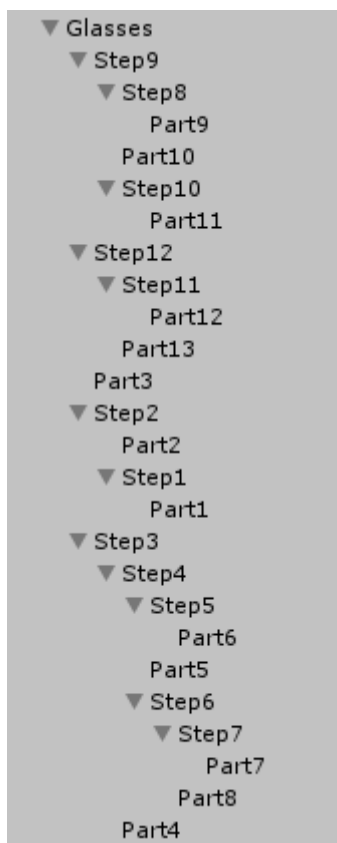 Glasses
Step9
Step8
Part9
Part10
Step10
Part11
Step12
Step11
Part12
Part13
Part3
Step2
Part2
Step1
Part1
Step3
Step4
Step5
Part6
Part5
Step6
Step7
Part7
Part8
Part4